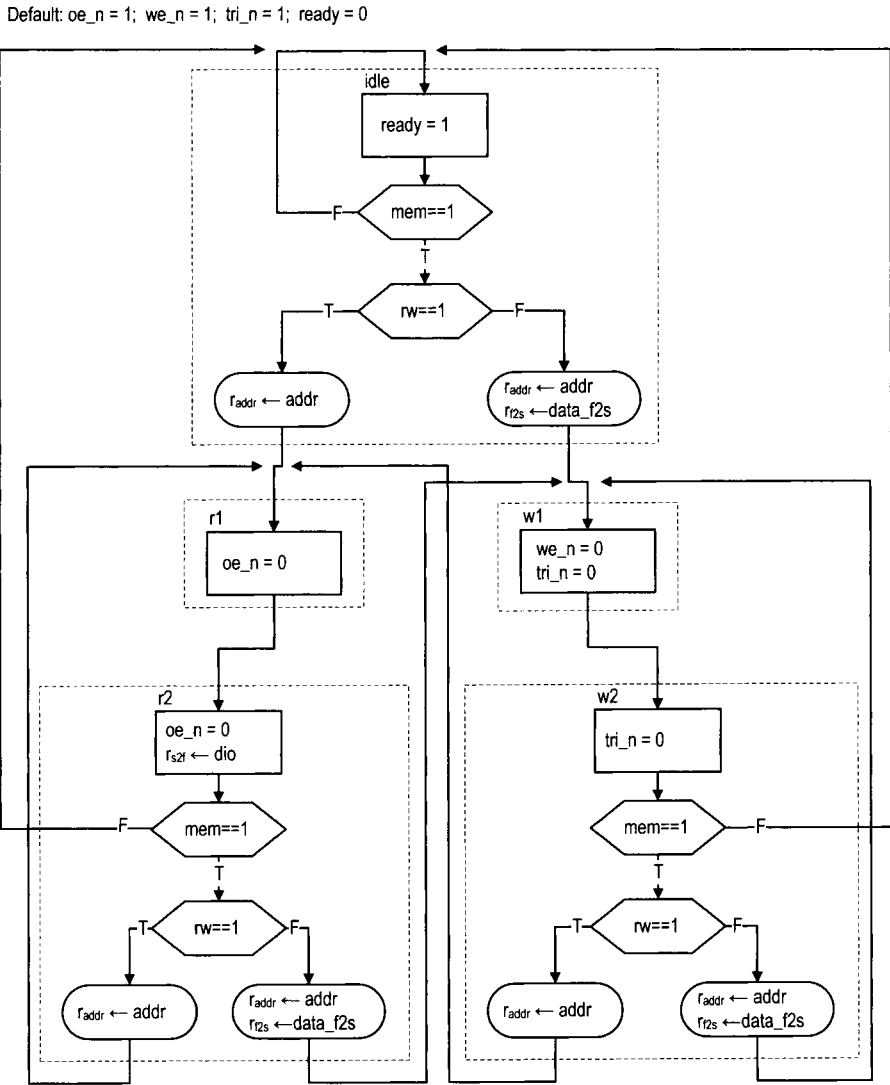 Default: oe_n = 1; we_n = 1; tri_n = 1; ready = 0
idle
ready = 1
F
mem==1
T
T
rw==1
F
raddr ← addr
raddr ← addr
rf2s ←data_f2s
r1
oe_n = 0
w1
we_n = 0
tri_n = 0
r2
oe_n = 0
rs2f ← dio
F
mem==1
T
T
rw==1
F
raddr ← addr
raddr ← addr
rf2s ←data_f2s
w2
tri_n = 0
mem==1
F
T
T
rw==1
F
raddr ← addr
raddr ← addr
rf2s ←data_f2s